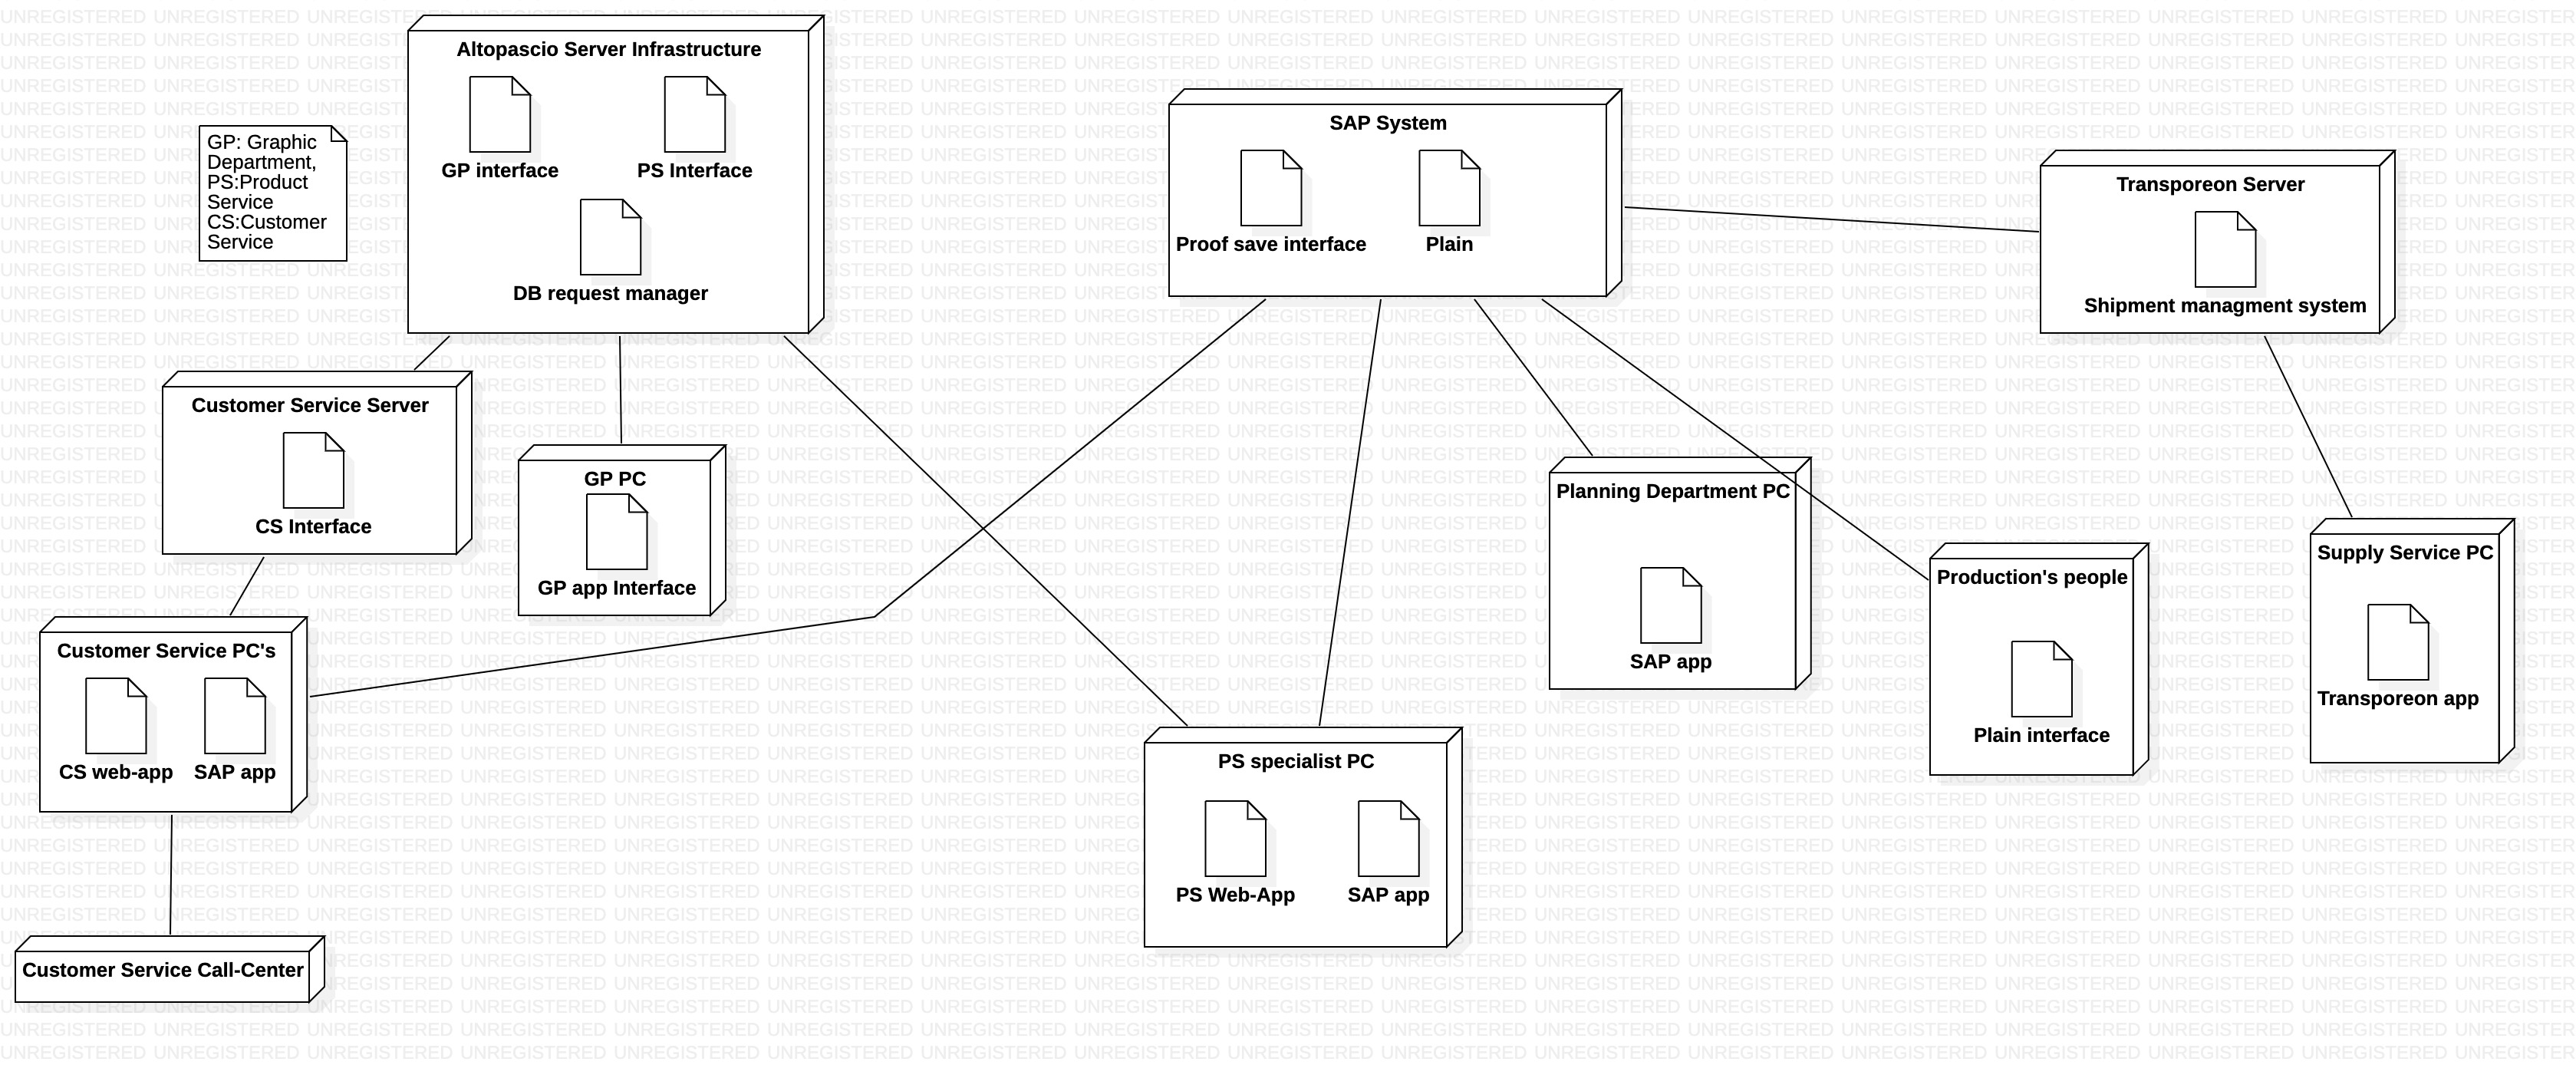 Altopascio Server Infrastructure
GP interface
PS Interface
DB request manager
GP: Graphic
Department,
PS:Product
Service
CS:Customer
Service
SAP System
Proof save interface
Plain
Transporeon Server
Shipment managment system
Customer Service Server
CS Interface
GP PC
GP app Interface
Planning Department PC
SAP app
Production's people
Plain interface
Supply Service PC
Transporeon app
Customer Service PC's
CS web-app
SAP app
PS specialist PC
PS Web-App
SAP app
Customer Service Call-Center
UNREGISTERED